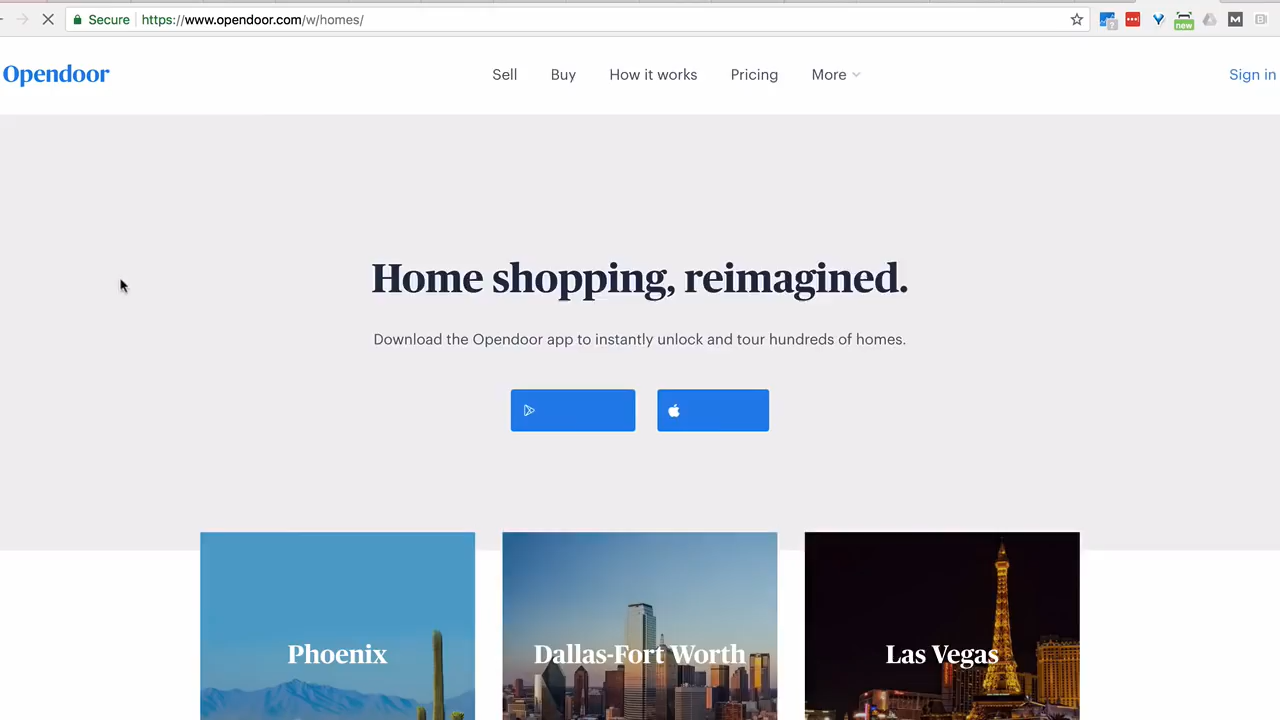 Secure https://www.opendoor.com/w/homes/
new
Opendoor
Sell Buy How it works Pricing More
Sign in
Home shopping, reimagined.
Download the Opendoor app to instantly unlock and tour hundreds of homes.
Phoenix
Dallas-Fort Worth
Las Vegas